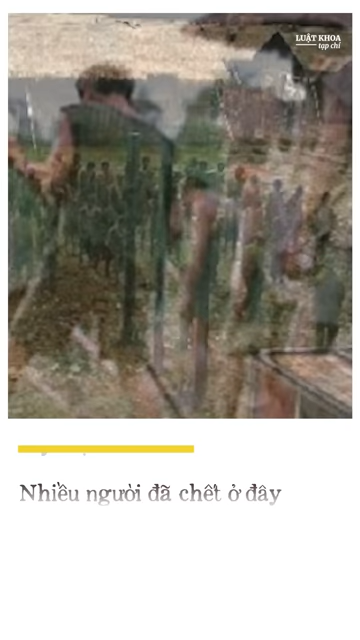 LUẬT KHOA
tạp chí
Nhiều người đã chết ở đây